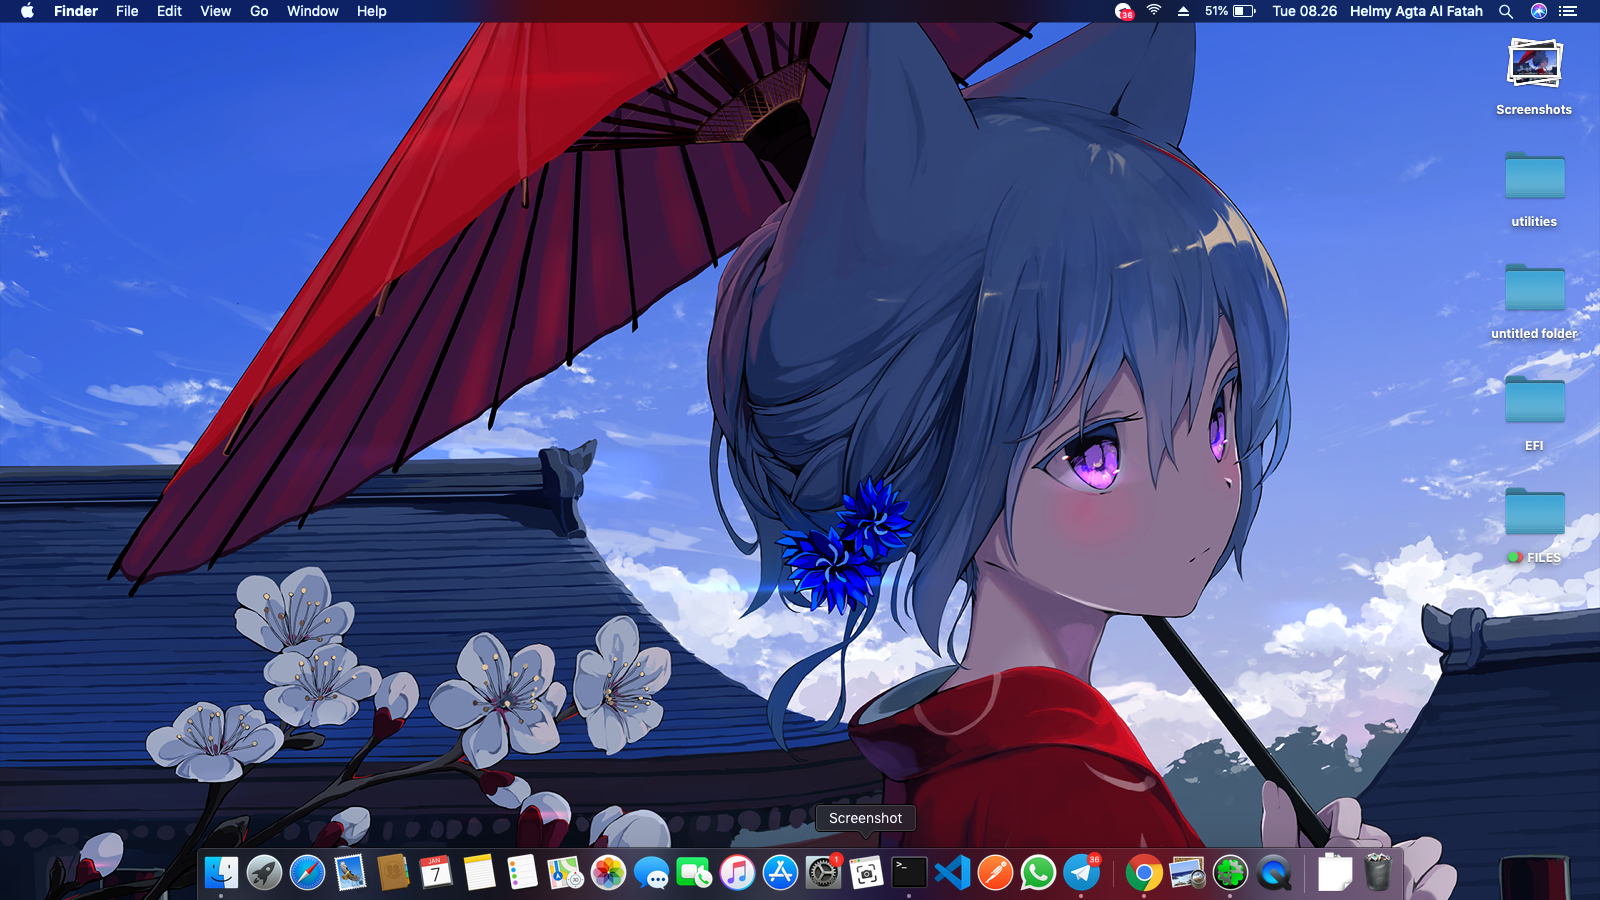 Finder File Edit View Go Window Help 36 51% Tue 08.26 Helmy Agta Al Fatah
Screenshots
utilities
untitled folder
EFI
FILES
Screenshot
JAN
7
1
>_
36